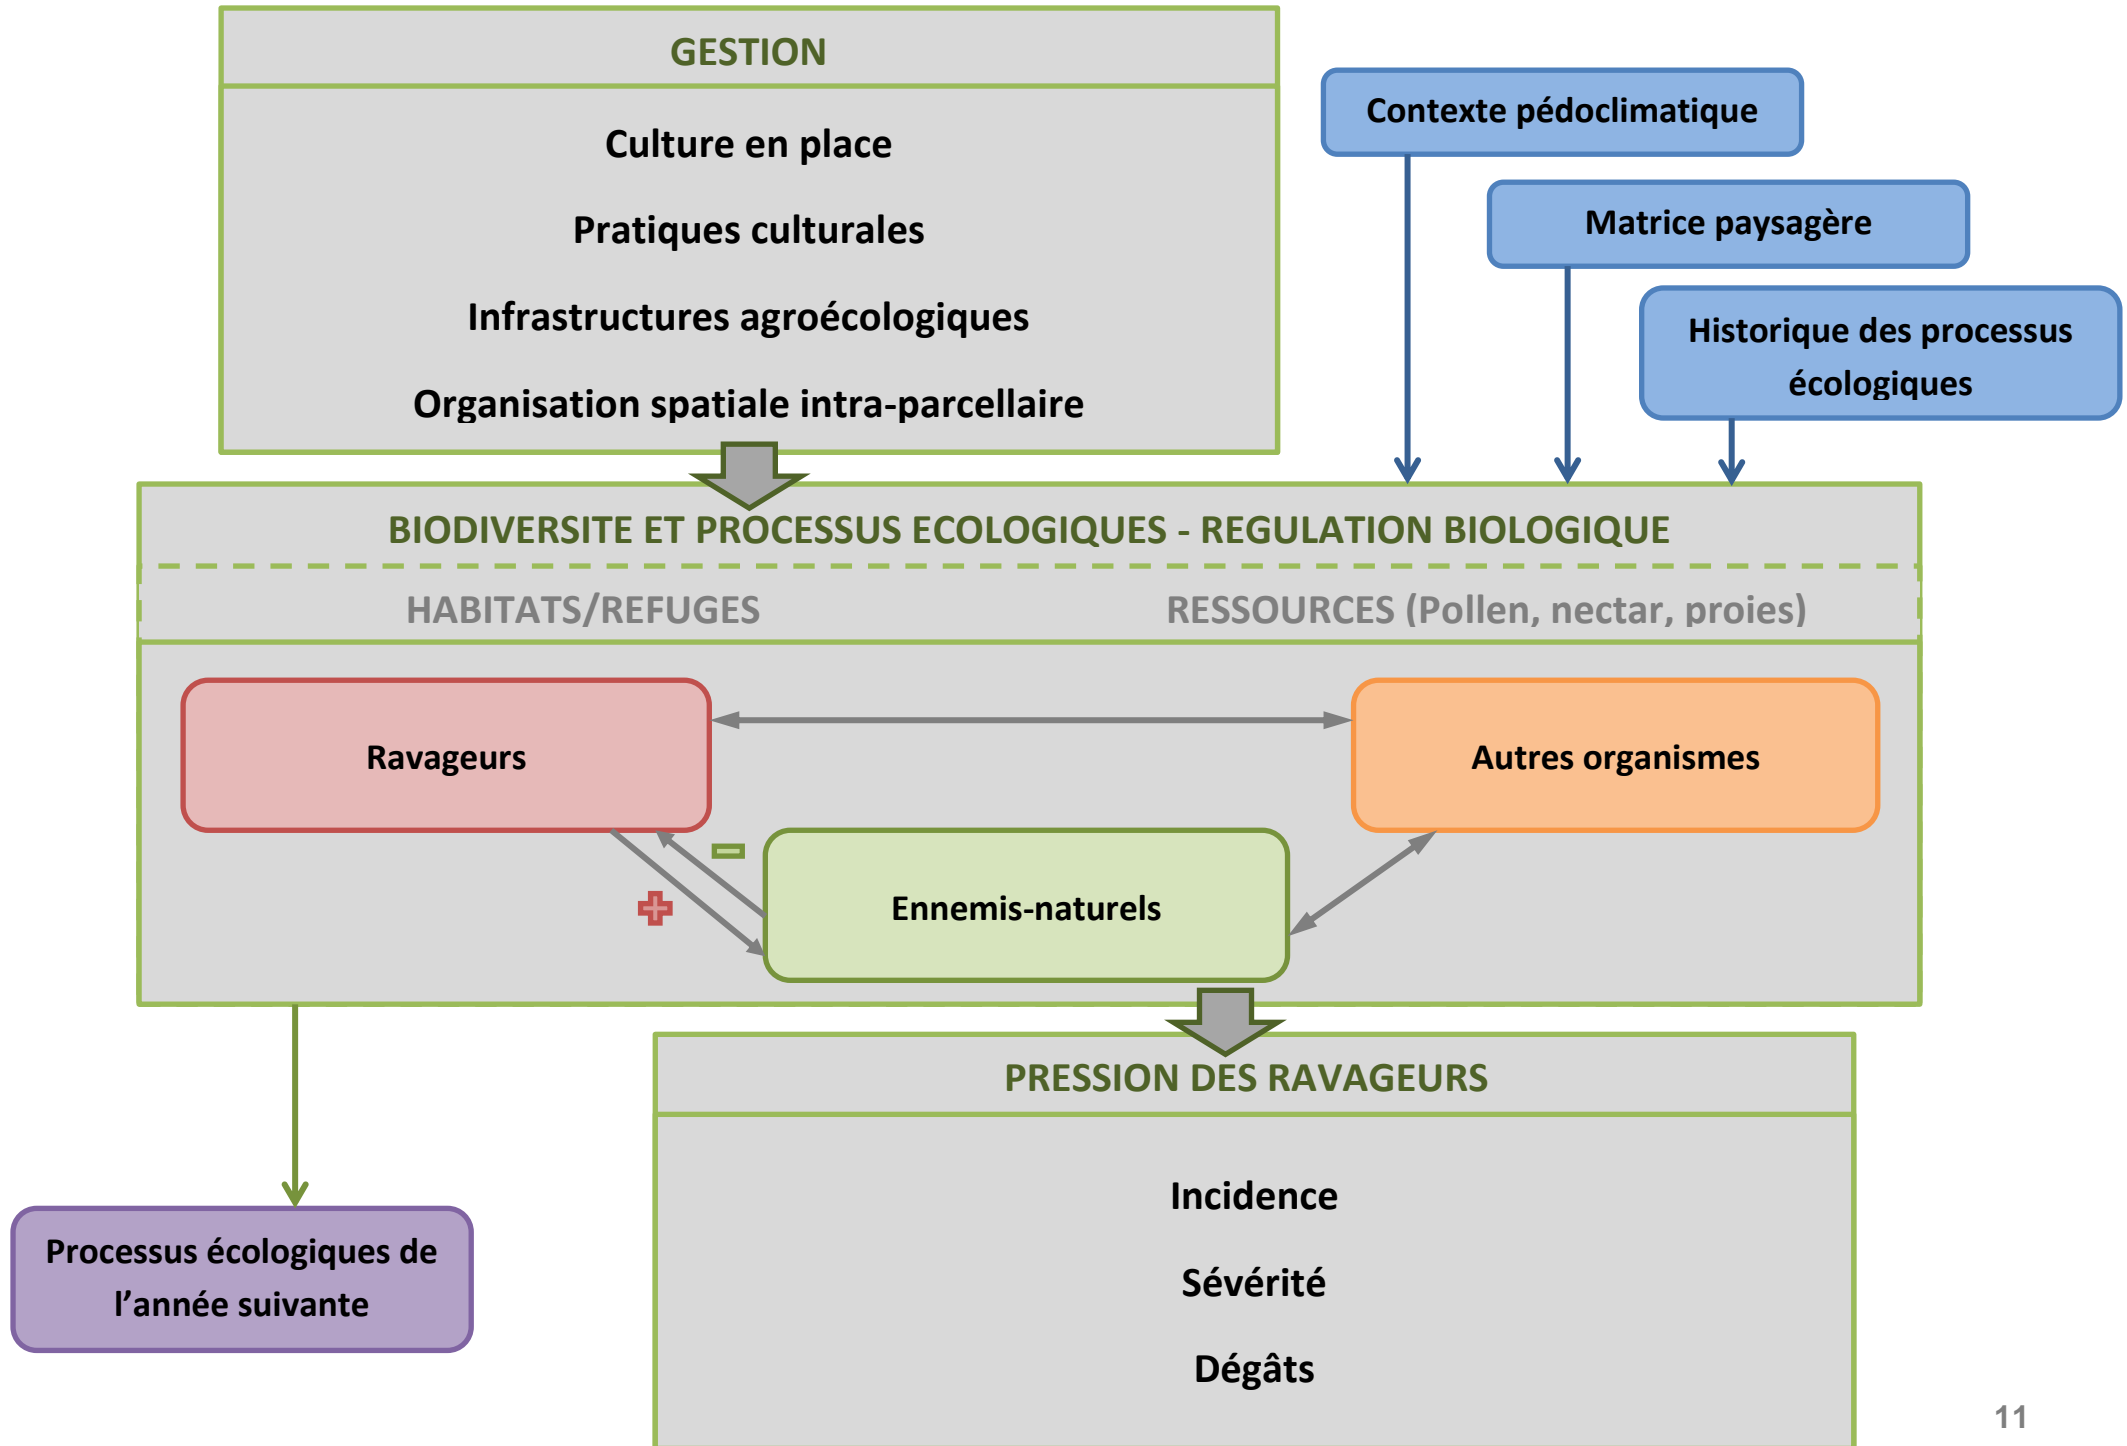 GESTION
Culture en place
Pratiques culturales
Infrastructures agroécologiques
Organisation spatiale intra-parcellaire
Contexte pédoclimatique
Matrice paysagère
Historique des processus
écologiques
BIODIVERSITE ET PROCESSUS ECOLOGIQUES - REGULATION BIOLOGIQUE
HABITATS/REFUGES
RESSOURCES (Pollen, nectar, proies)
Ravageurs
Autres organismes
Ennemis-naturels
PRESSION DES RAVAGEURS
Incidence
Sévérité
Dégâts
Processus écologiques de
l’année suivante
11